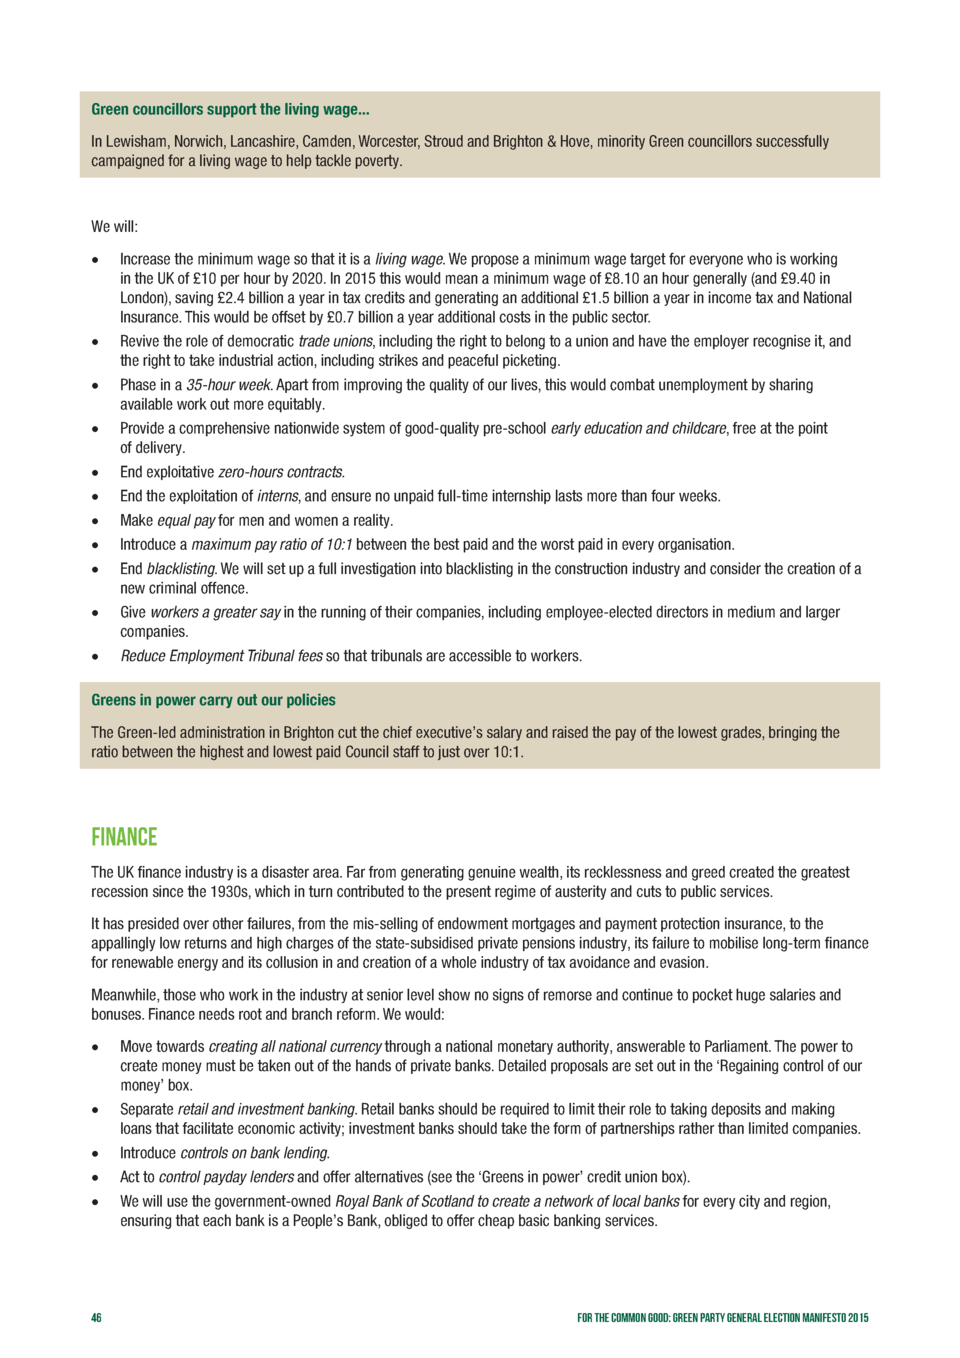 Green councillors support the living wage...
In Lewisham, Norwich, Lancashire, Camden, Worcester, Stroud and Brighton & Hove, minority Green councillors successfully
campaigned for a living wage to help tackle poverty.
We will:
• Increase the minimum wage so that it is a living wage. We propose a minimum wage target for everyone who is working
in the UK of £10 per hour by 2020. In 2015 this would mean a minimum wage of £8.10 an hour generally (and £9.40 in
London), saving £2.4 billion a year in tax credits and generating an additional £1.5 billion a year in income tax and National
Insurance. This would be offset by £0.7 billion a year additional costs in the public sector.
• Revive the role of democratic trade unions, including the right to belong to a union and have the employer recognise it, and
the right to take industrial action, including strikes and peaceful picketing.
• Phase in a 35-hour week. Apart from improving the quality of our lives, this would combat unemployment by sharing
available work out more equitably.
• Provide a comprehensive nationwide system of good-quality pre-school early education and childcare, free at the point
of delivery.
• End exploitative zero-hours contracts.
• End the exploitation of interns, and ensure no unpaid full-time internship lasts more than four weeks.
• Make equal pay for men and women a reality.
• Introduce a maximum pay ratio of 10:1 between the best paid and the worst paid in every organisation.
• End blacklisting. We will set up a full investigation into blacklisting in the construction industry and consider the creation of a
new criminal offence.
• Give workers a greater say in the running of their companies, including employee-elected directors in medium and larger
companies.
• Reduce Employment Tribunal fees so that tribunals are accessible to workers.
Greens in power carry out our policies
The Green-led administration in Brighton cut the chief executive's salary and raised the pay of the lowest grades, bringing the
ratio between the highest and lowest paid Council staff to just over 10:1.
FINANCE
The UK finance industry is a disaster area. Far from generating genuine wealth, its recklessness and greed created the greatest
recession since the 1930s, which in turn contributed to the present regime of austerity and cuts to public services.
It has presided over other failures, from the mis-selling of endowment mortgages and payment protection insurance, to the
appallingly low returns and high charges of the state-subsidised private pensions industry, its failure to mobilise long-term finance
for renewable energy and its collusion in and creation of a whole industry of tax avoidance and evasion.
Meanwhile, those who work in the industry at senior level show no signs of remorse and continue to pocket huge salaries and
bonuses. Finance needs root and branch reform. We would:
• Move towards creating all national currency through a national monetary authority, answerable to Parliament. The power to
create money must be taken out of the hands of private banks. Detailed proposals are set out in the 'Regaining control of our
money' box.
• Separate retail and investment banking. Retail banks should be required to limit their role to taking deposits and making
loans that facilitate economic activity; investment banks should take the form of partnerships rather than limited companies.
• Introduce controls on bank lending.
• Act to control payday lenders and offer alternatives (see the 'Greens in power' credit union box).
• We will use the government-owned Royal Bank of Scotland to create a network of local banks for every city and region,
ensuring that each bank is a People's Bank, obliged to offer cheap basic banking services.
46
FOR THE COMMON GOOD: GREEN PARTY GENERAL ELECTION MANIFESTO 2015